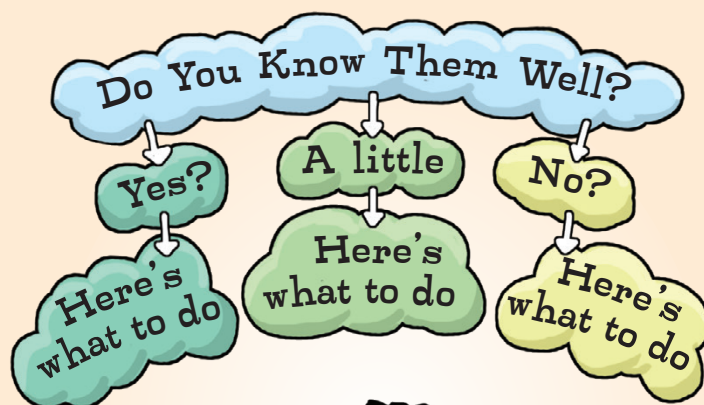 Do You Know Them Well?
Yes?
A little
No?
Here's
what to do
Here's
what to do
Here's
what to do